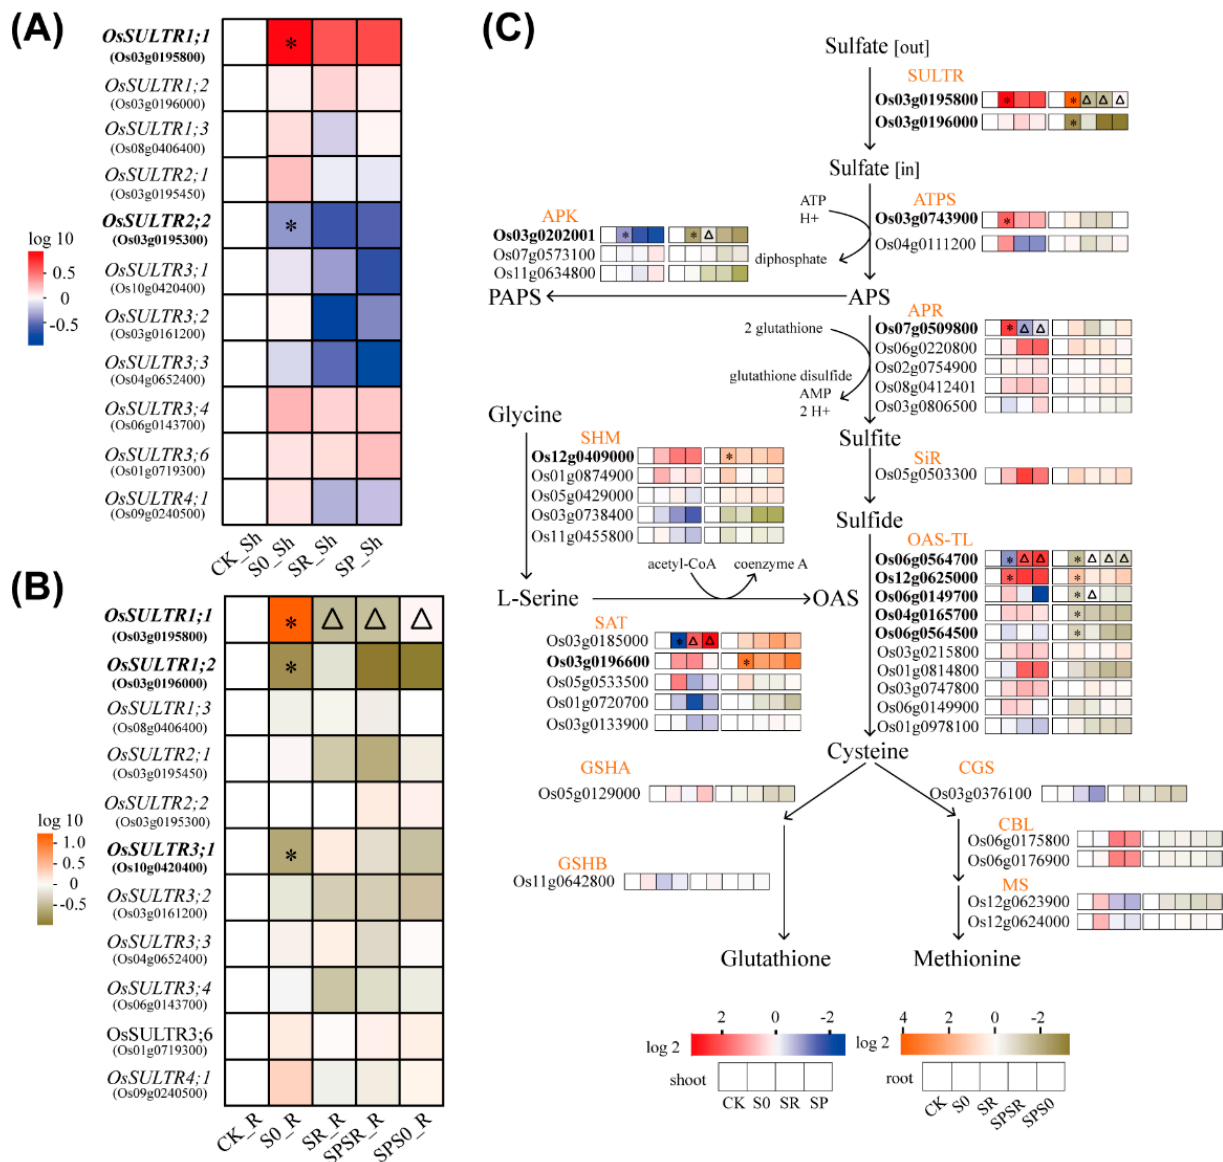 (A)
OsSULTR1;1
(Os03g0195800)
*
OsSULTR1;2
(Os03g0196000)
OsSULTR1;3
(Os08g0406400)
OsSULTR2;1
(Os03g0195450)
OsSULTR2;2
(Os03g0195300)
*
OsSULTR3;1
(Os10g0420400)
OsSULTR3;2
(Os03g0161200)
OsSULTR3;3
(Os04g0652400)
OsSULTR3;4
(Os06g0143700)
OsSULTR3;6
(Os01g0719300)
OsSULTR4;1
(Os09g0240500)
log 10
0.5
0
-0.5
CK_Sh
S0_Sh
SR_Sh
SP_Sh
(B)
OsSULTR1;1
(Os03g0195800)
* △ △ △
OsSULTR1;2
(Os03g0196000)
*
OsSULTR1;3
(Os08g0406400)
OsSULTR2;1
(Os03g0195450)
OsSULTR2;2
(Os03g0195300)
OsSULTR3;1
(Os10g0420400)
*
OsSULTR3;2
(Os03g0161200)
OsSULTR3;3
(Os04g0652400)
OsSULTR3;4
(Os06g0143700)
OsSULTR3;6
(Os01g0719300)
OsSULTR4;1
(Os09g0240500)
log 10
1.0
0.5
0
-0.5
CK_R
S0_R
SR_R
SPSR_R
SPS0_R
(C)
Sulfate [out]
SULTR
Os03g0195800 * * △ △ △
Os03g0196000 *
Sulfate [in]
ATP
H+
diphosphate
ATPS
Os03g0743900 *
Os04g0111200
APK
Os03g0202001 * * △
Os07g0573100
Os11g0634800
PAPS
APS
2 glutathione
glutathione disulfide
AMP
2 H+
APR
Os07g0509800 * △ △
Os06g0220800
Os02g0754900
Os08g0412401
Os03g0806500
Sulfite
SiR
Os05g0503300
Sulfide
Glycine
SHM
Os12g0409000 *
Os01g0874900
Os05g0429000
Os03g0738400
Os11g0455800
acetyl-CoA
coenzyme A
L-Serine
OAS
SAT
Os03g0185000 * △ △
Os03g0196600 *
Os05g0533500
Os01g0720700
Os03g0133900
OAS-TL
Os06g0564700 * △ △ * △ △ △
Os12g0625000 * *
Os06g0149700 * △
Os04g0165700 *
Os06g0564500 *
Os03g0215800
Os01g0814800
Os03g0747800
Os06g0149900
Os01g0978100
Cysteine
GSHA
Os05g0129000
GSHB
Os11g0642800
Glutathione
CGS
Os03g0376100
CBL
Os06g0175800
Os06g0176900
MS
Os12g0623900
Os12g0624000
Methionine
2 0 -2
log 2
shoot
CK S0 SR SP
4 2 0 -2
log 2
root
CK S0 SR SPSR SPS0